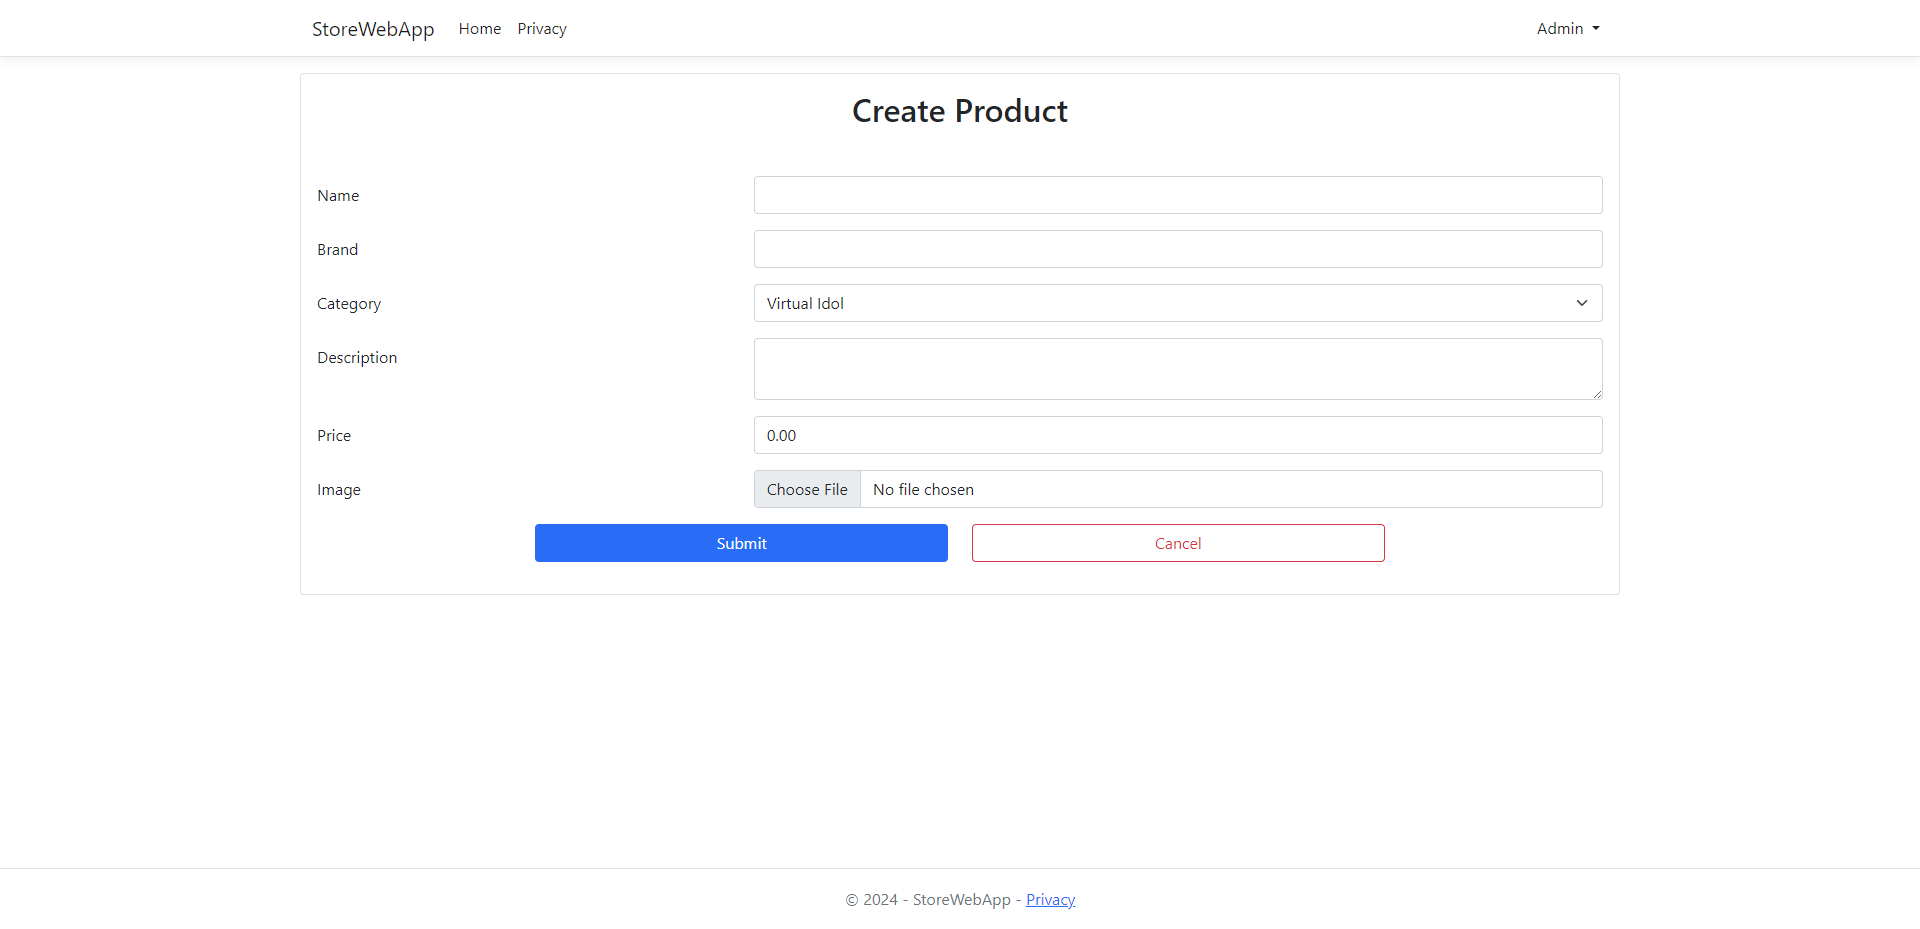 StoreWebApp Home Privacy Admin
Create Product
Name
Brand
Category Virtual Idol
Description
Price 0.00
Image Choose File No file chosen
Submit Cancel
© 2024 - StoreWebApp - Privacy